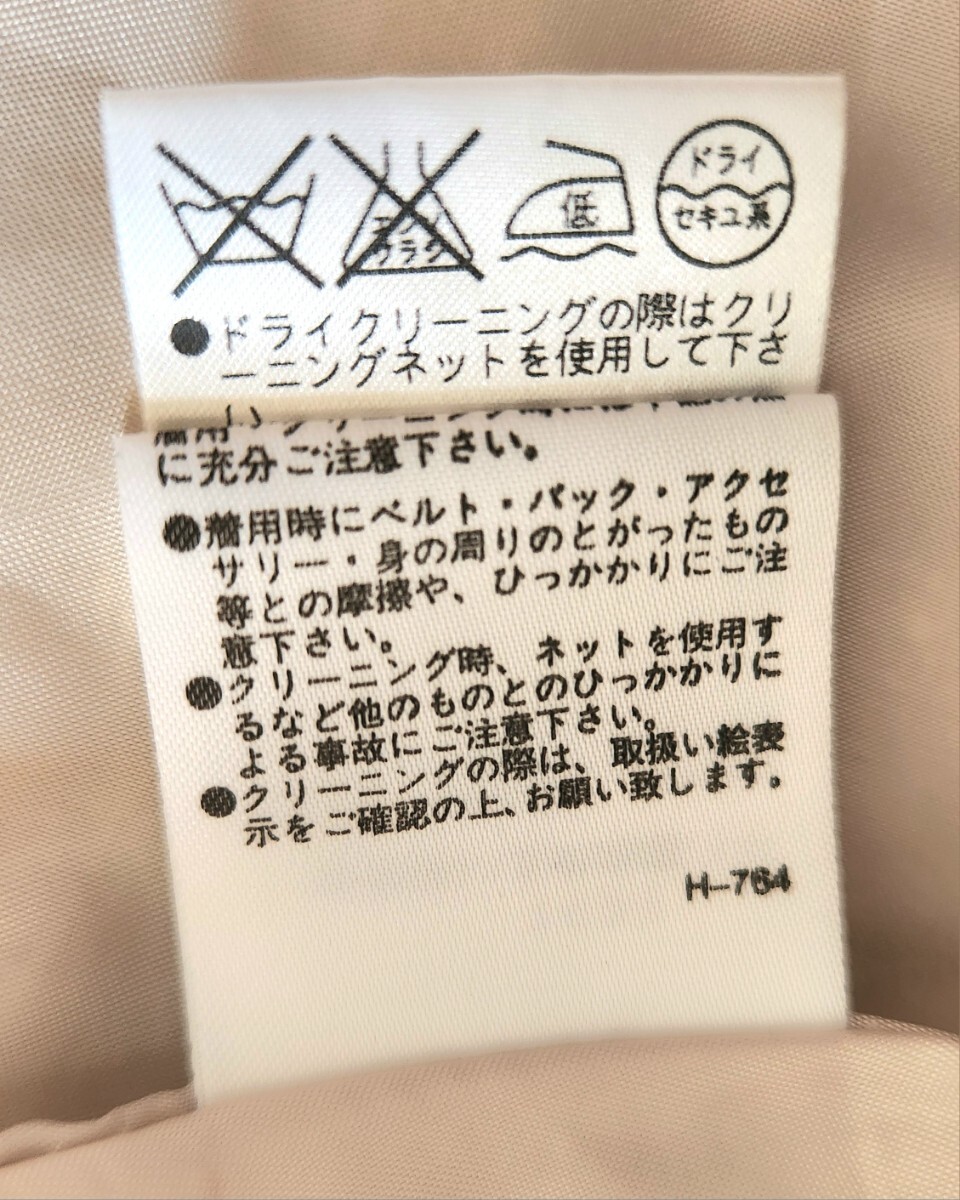 低
ドライ
セキユ系
●ドライクリーニングの際はクリ
ーニングネットを使用して下さ
い
に充分ご注意下さい。
●着用時にベルト・バック・アクセ
サリー・身の周りのとがったもの
等との摩擦や、ひっかかりにご注
意下さい。
●クリーニング時、ネットを使用す
るなど他のものとのひっかかりに
よる事故にご注意下さい。
●クリーニングの際は、取扱い絵表
示をご確認の上、お願い致します。
H-764